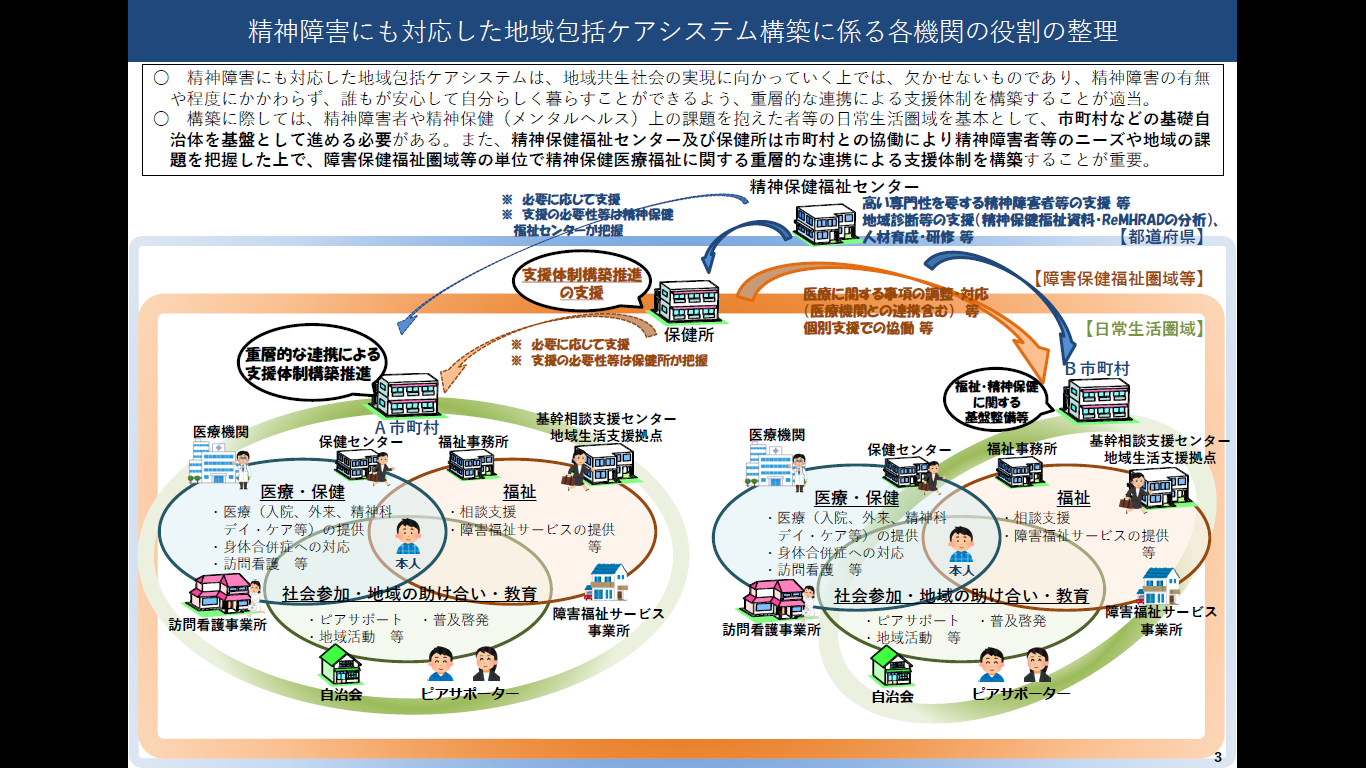 精神障害にも対応した地域包括ケアシステム構築に係る各機関の役割の整理
○　精神障害にも対応した地域包括ケアシステムは、地域共生社会の実現に向かっていく上では、欠かせないものであり、精神障害の有無
や程度にかかわらず、誰もが安心して自分らしく暮らすことができるよう、重層的な連携による支援体制を構築することが適当。
○　構築に際しては、精神障害者や精神保健（メンタルヘルス）上の課題を抱えた者等の日常生活圏域を基本として、市町村などの基礎自
治体を基盤として進める必要がある。また、精神保健福祉センター及び保健所は市町村との協働により精神障害者等のニーズや地域の課
題を把握した上で、障害保健福祉圏域等の単位で精神保健医療福祉に関する重層的な連携による支援体制を構築することが重要。
精神保健福祉センター
※　必要に応じて支援
※　支援の必要性等は精神保健
福祉センターが把握
高い専門性を要する精神障害者等の支援 等
地域診断等の支援（精神保健福祉資料・ReMHRADの分析）、
人材育成・研修 等
【都道府県】
支援体制構築推進
の支援
保健所
【障害保健福祉圏域等】
医療に関する事項の調整・対応
（医療機関との連携含む）　等
個別支援での協働 等
【日常生活圏域】
※　必要に応じて支援
※　支援の必要性等は保健所が把握
重層的な連携による
支援体制構築推進
Ａ市町村
医療機関
保健センター
福祉事務所
基幹相談支援センター
地域生活支援拠点
医療・保健
・医療（入院、外来、精神科
デイ・ケア等）の提供
・身体合併症への対応
・訪問看護　等
福祉
・相談支援
・障害福祉サービスの提供
等
本人
社会参加・地域の助け合い・教育
・ピアサポート　・普及啓発
・地域活動　等
訪問看護事業所
障害福祉サービス
事業所
自治会
ピアサポーター
福祉・精神保健
に関する
基盤整備等
Ｂ市町村
医療機関
保健センター
福祉事務所
基幹相談支援センター
地域生活支援拠点
医療・保健
・医療（入院、外来、精神科
デイ・ケア等）の提供
・身体合併症への対応
・訪問看護　等
福祉
・相談支援
・障害福祉サービスの提供
等
本人
社会参加・地域の助け合い・教育
・ピアサポート　・普及啓発
・地域活動　等
訪問看護事業所
障害福祉サービス
事業所
自治会
ピアサポーター
3